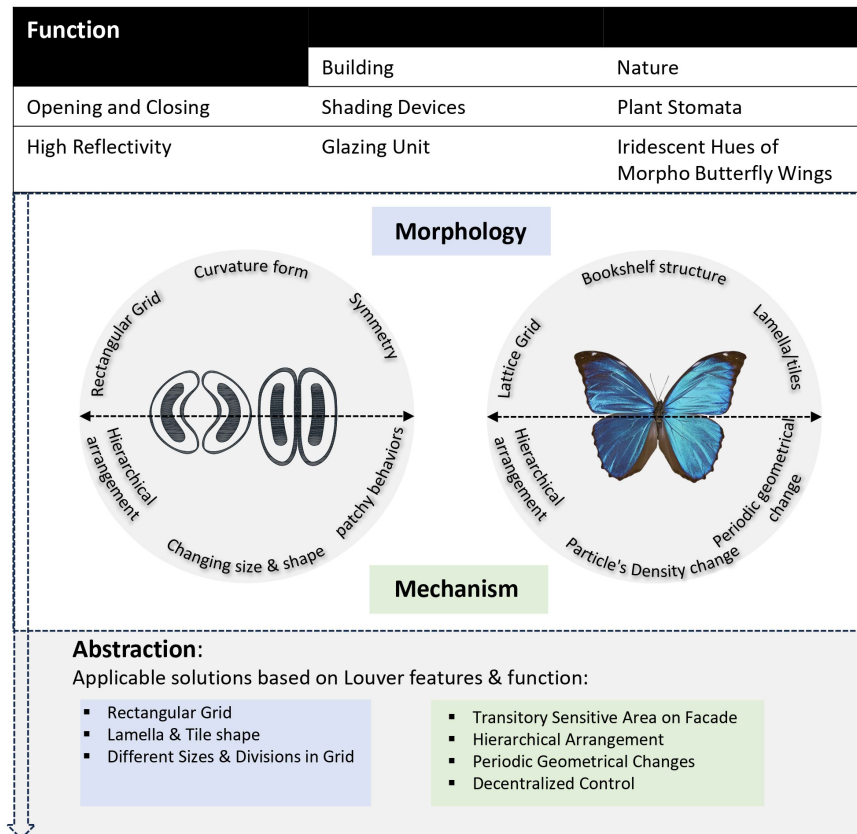 Function
Building Nature
Opening and Closing Shading Devices Plant Stomata
High Reflectivity Glazing Unit Iridescent Hues of
Morpho Butterfly Wings
Morphology
Rectangular Grid
Curvature form
Symmetry
Hierarchical
arrangement
Changing size & shape
patchy behaviors
Lattice Grid
Bookshelf structure
Lamella/tiles
Hierarchical
arrangement
Particle's Density change
Periodic geometrical
change
Mechanism
Abstraction:
Applicable solutions based on Louver features & function:
▪ Rectangular Grid
▪ Lamella & Tile shape
▪ Different Sizes & Divisions in Grid
▪ Transitory Sensitive Area on Facade
▪ Hierarchical Arrangement
▪ Periodic Geometrical Changes
▪ Decentralized Control